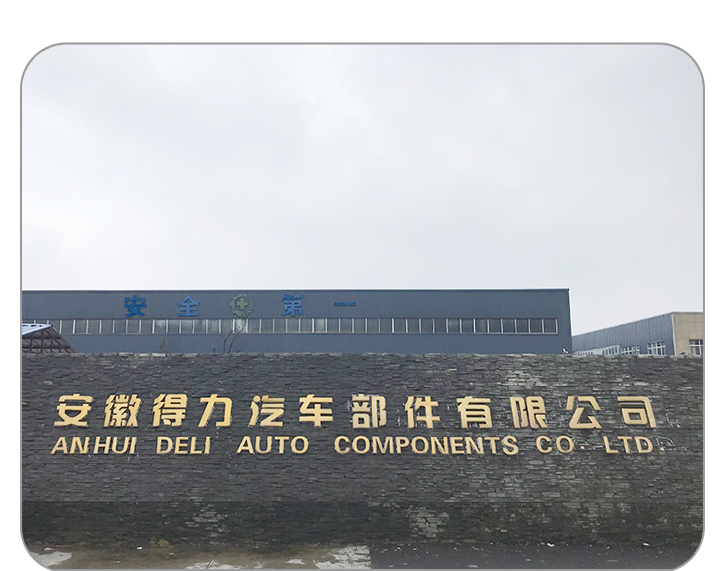 安全 第一
安徽得力汽车部件有限公司
ANHUI DELI AUTO COMPONENTS CO. LTD.